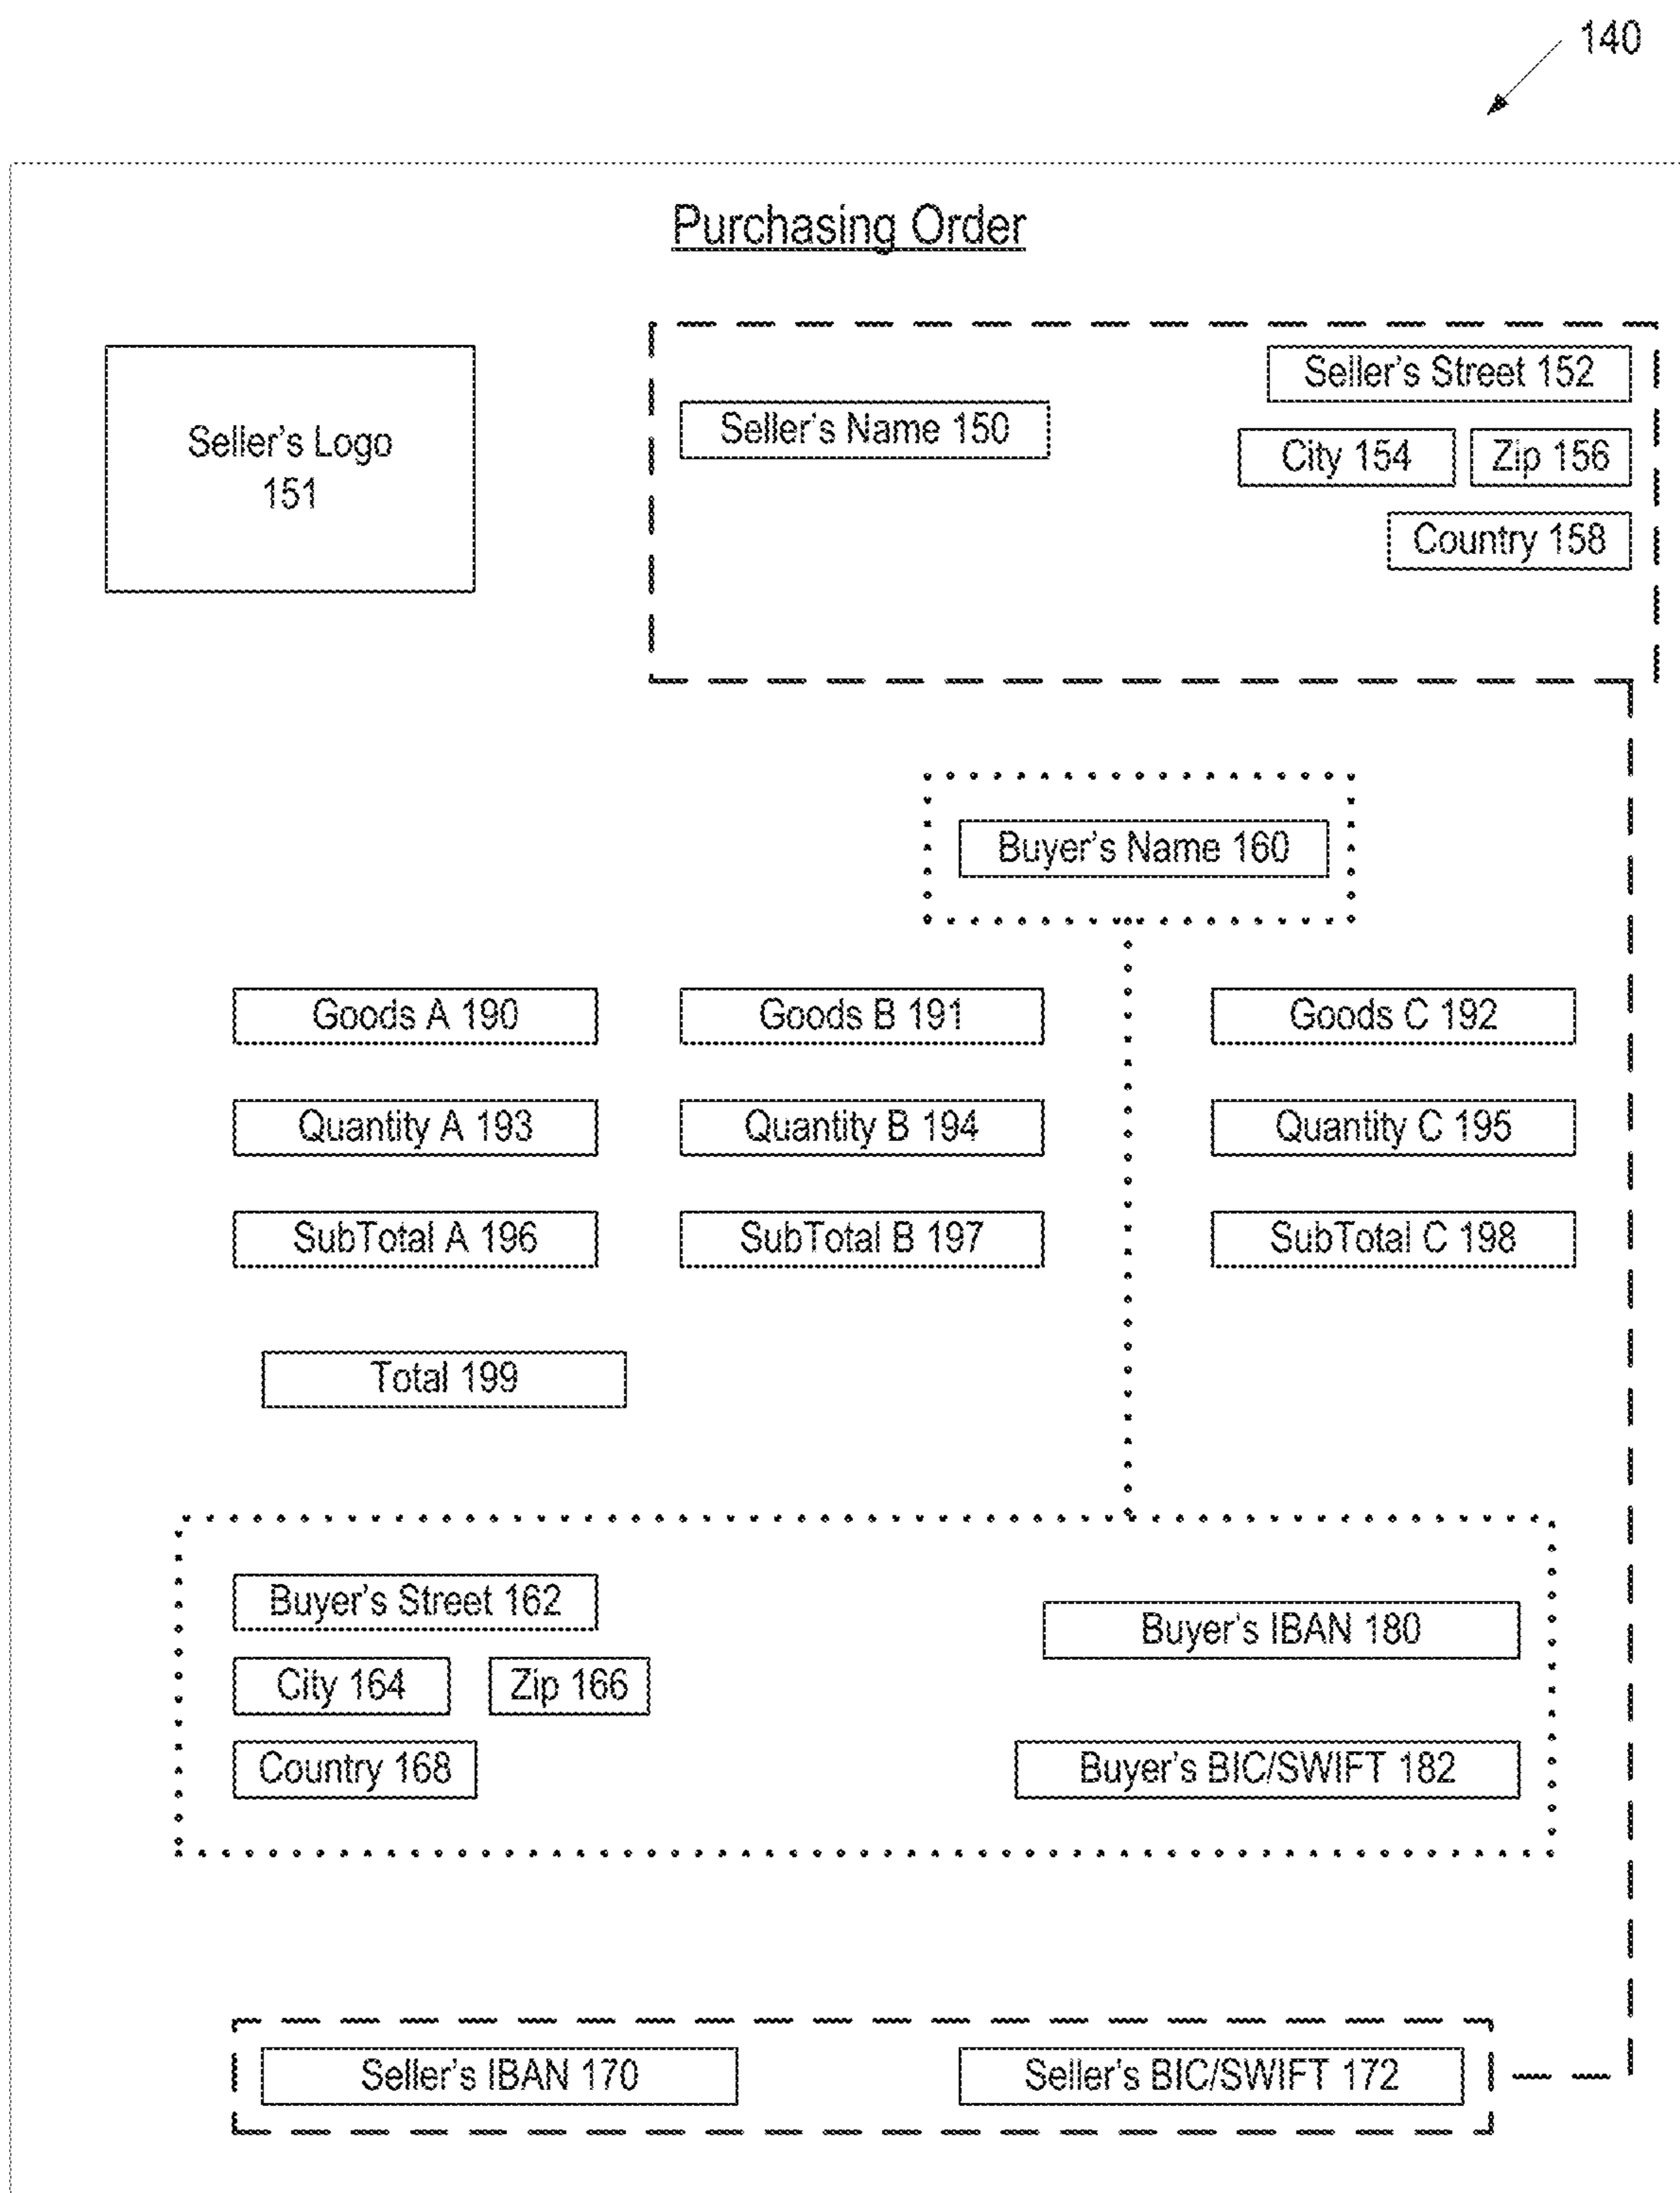 140
Purchasing Order
Seller's Logo
151
Seller's Name 150
Seller's Street 152
City 154
Zip 156
Country 158
Buyer's Name 160
Goods A 190
Goods B 191
Goods C 192
Quantity A 193
Quantity B 194
Quantity C 195
SubTotal A 196
SubTotal B 197
SubTotal C 198
Total 199
Buyer's Street 162
City 164
Zip 166
Country 168
Buyer's IBAN 180
Buyer's BIC/SWIFT 182
Seller's IBAN 170
Seller's BIC/SWIFT 172